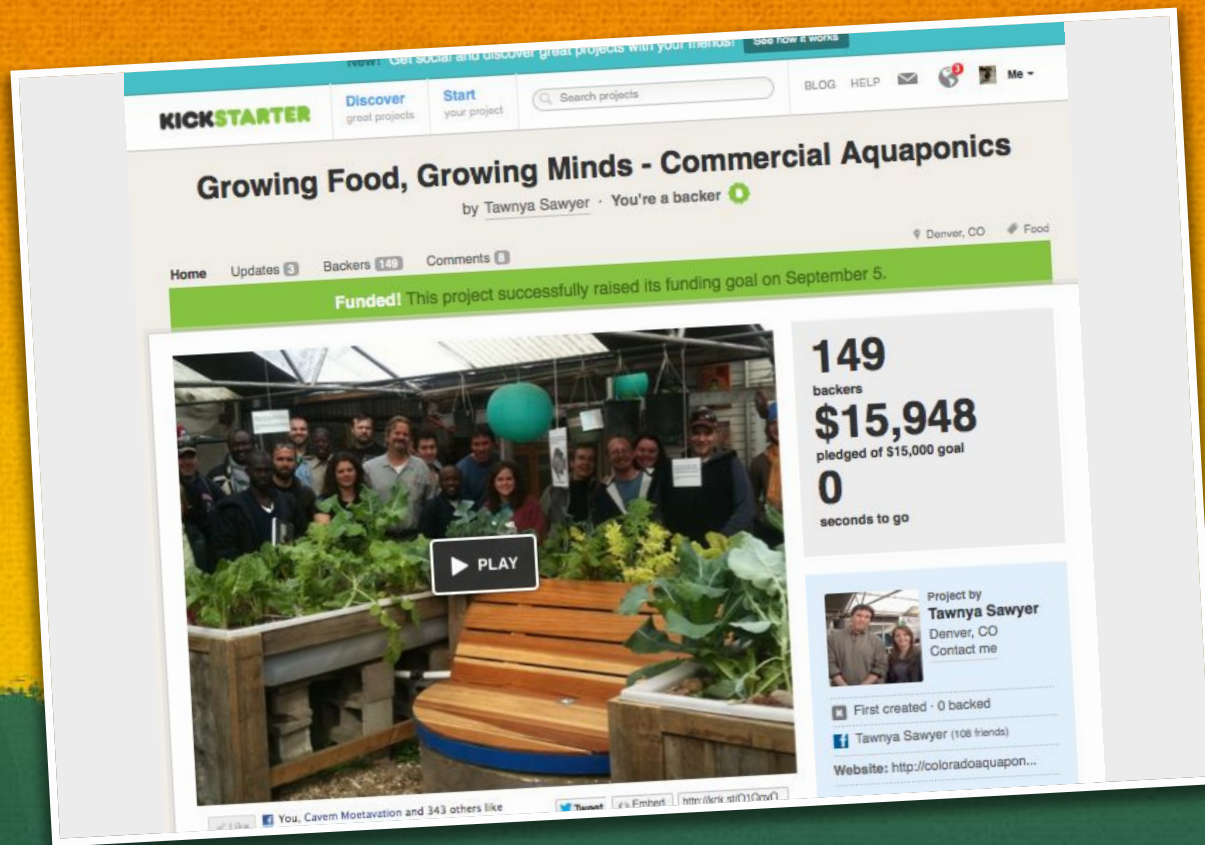 New! Get social and discover great projects with your friends! See how it works
KICKSTARTER
Discover
great projects
Start
your project
Search projects
BLOG HELP
3
Me
Growing Food, Growing Minds - Commercial Aquaponics
by Tawnya Sawyer · You're a backer
Denver, CO Food
Home Updates 3 Backers 149 Comments 8
Funded! This project successfully raised its funding goal on September 5.
149
backers
$15,948
pledged of $15,000 goal
0
seconds to go
PLAY
Project by
Tawnya Sawyer
Denver, CO
Contact me
First created · 0 backed
Tawnya Sawyer (108 friends)
Website: http://coloradoaquapon...
Like You, Cavem Moetavation and 343 others like
Tweet Embed